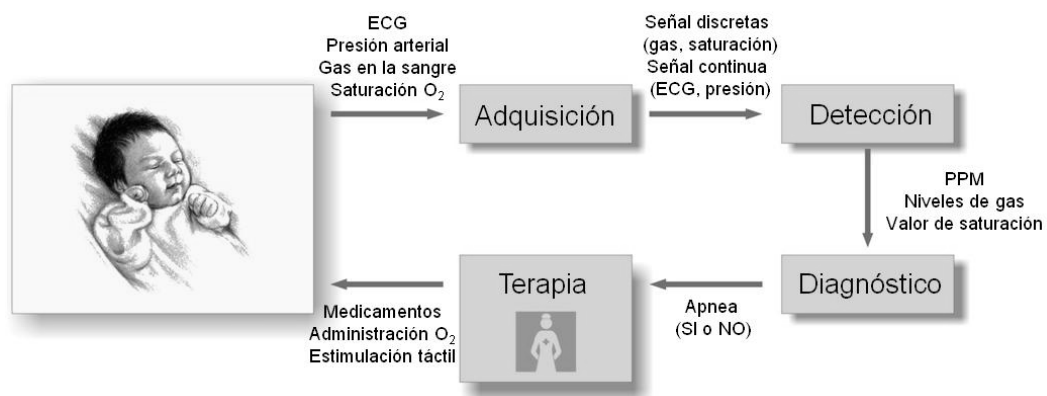 ECG
Presión arterial
Gas en la sangre
Saturación O₂
Adquisición
Señal discretas
(gas, saturación)
Señal continua
(ECG, presión)
Detección
PPM
Niveles de gas
Valor de saturación
Diagnóstico
Apnea
(SI o NO)
Terapia
Medicamentos
Administración O₂
Estimulación táctil